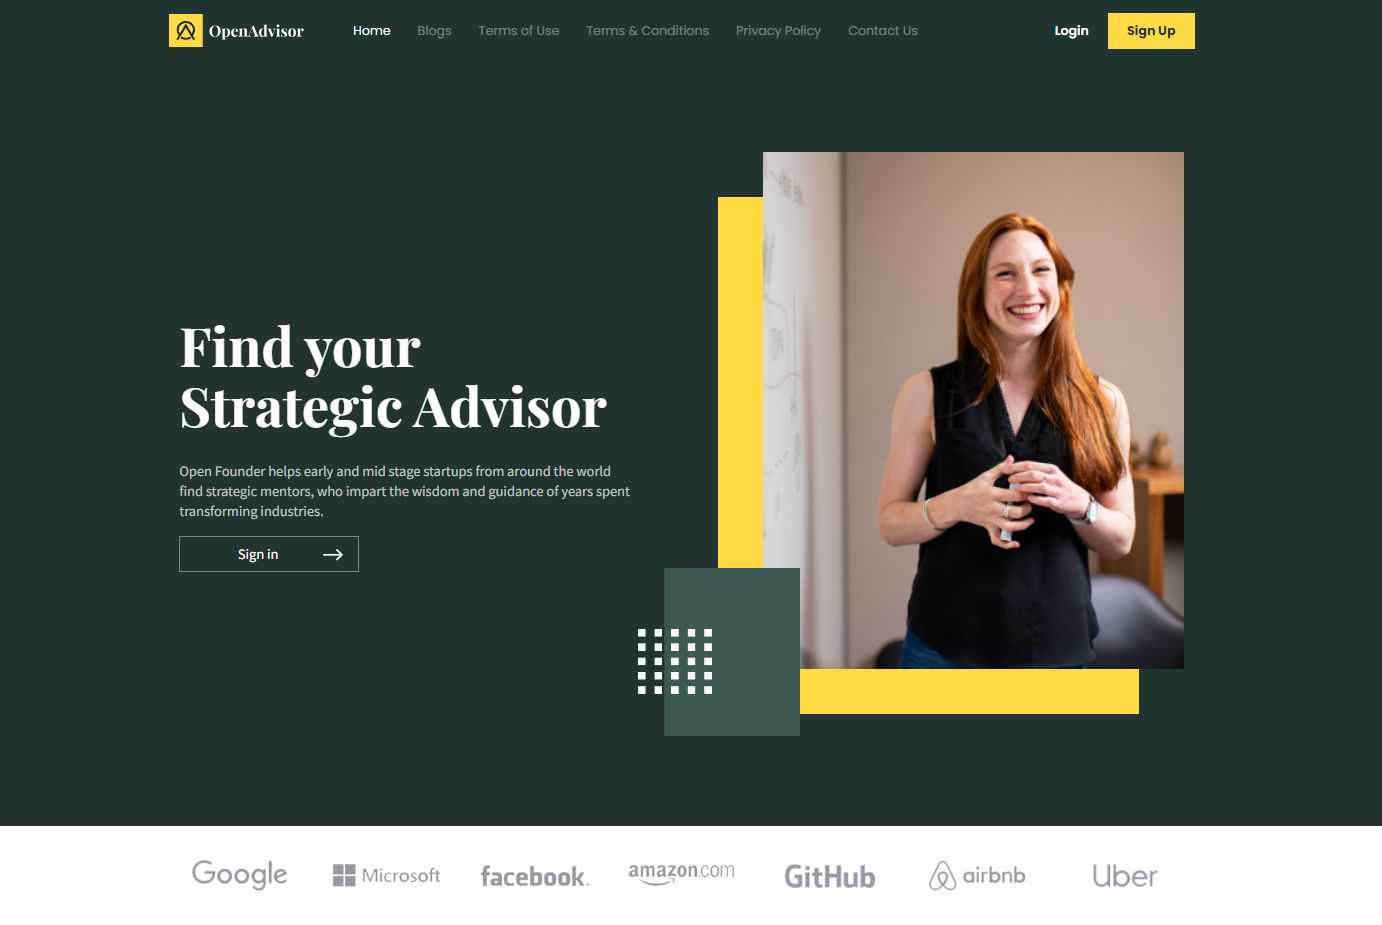 OpenAdvisor
Home
Blogs
Terms of Use
Terms & Conditions
Privacy Policy
Contact Us
Login
Sign Up
Find your
Strategic Advisor
Open Founder helps early and mid stage startups from around the world
find strategic mentors, who impart the wisdom and guidance of years spent
transforming industries.
Sign in
Google
Microsoft
facebook.
amazon.com
GitHub
airbnb
Uber